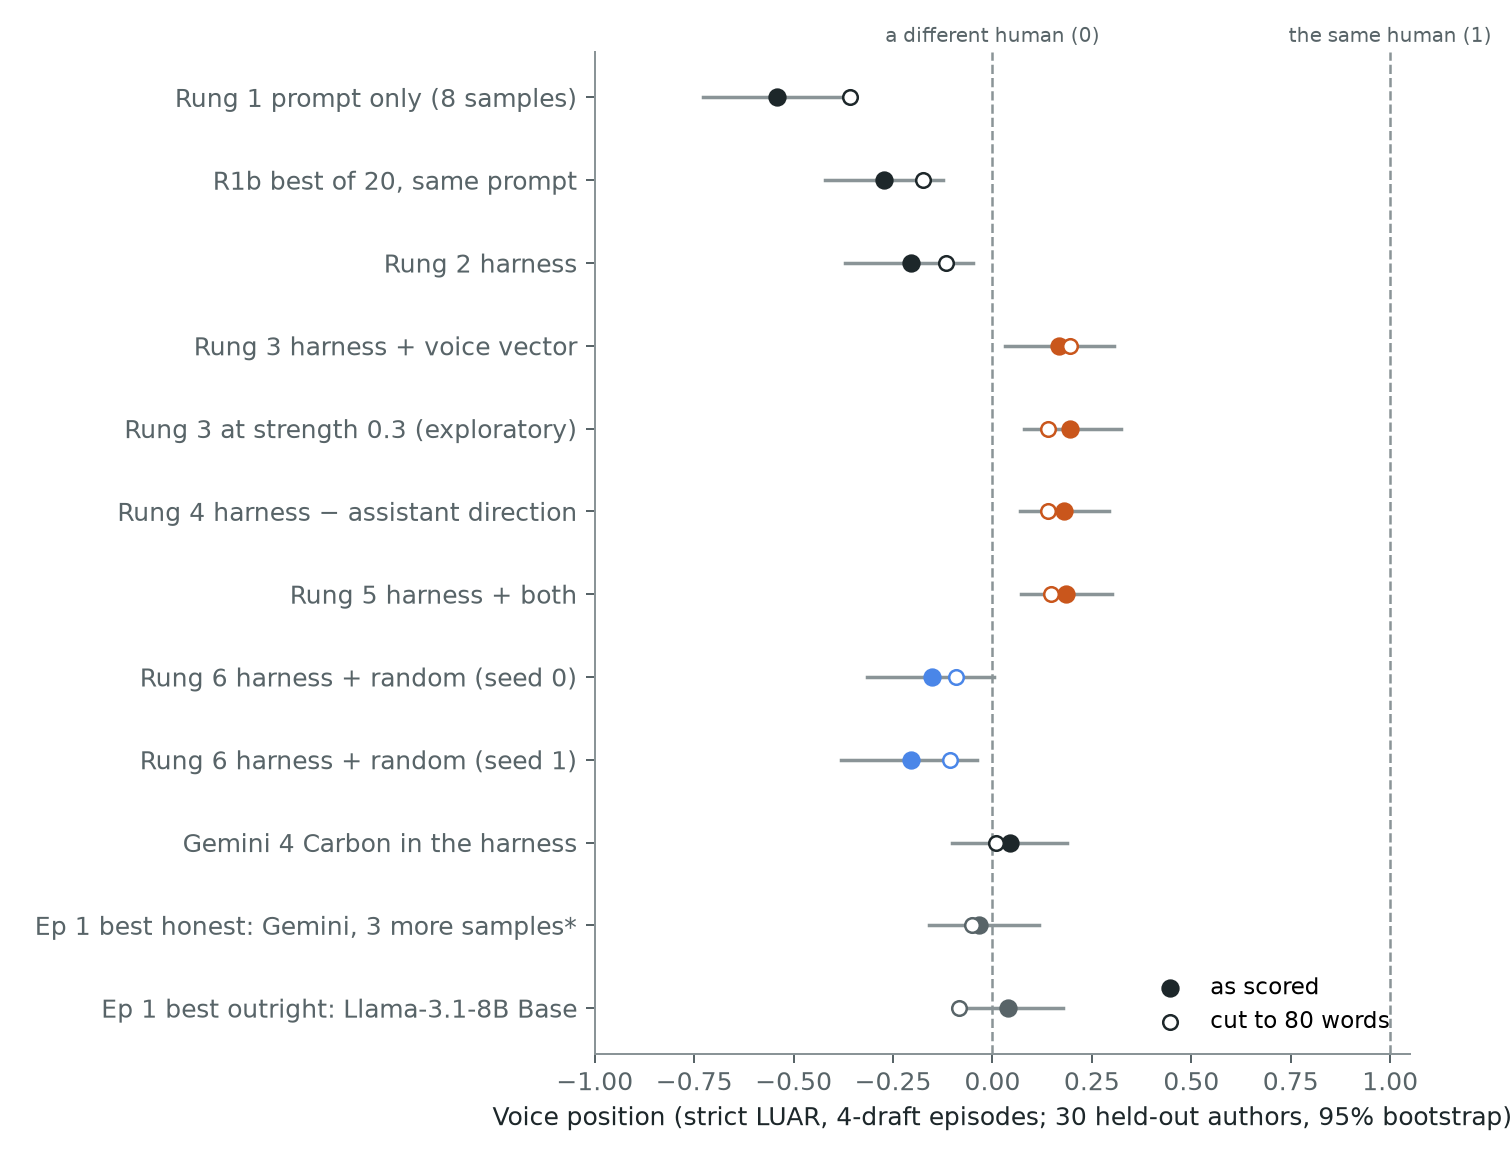 a different human (0)
the same human (1)
Rung 1 prompt only (8 samples)
R1b best of 20, same prompt
Rung 2 harness
Rung 3 harness + voice vector
Rung 3 at strength 0.3 (exploratory)
Rung 4 harness − assistant direction
Rung 5 harness + both
Rung 6 harness + random (seed 0)
Rung 6 harness + random (seed 1)
Gemini 4 Carbon in the harness
Ep 1 best honest: Gemini, 3 more samples*
Ep 1 best outright: Llama-3.1-8B Base
as scored
cut to 80 words
−1.00 −0.75 −0.50 −0.25 0.00 0.25 0.50 0.75 1.00
Voice position (strict LUAR, 4-draft episodes; 30 held-out authors, 95% bootstrap)